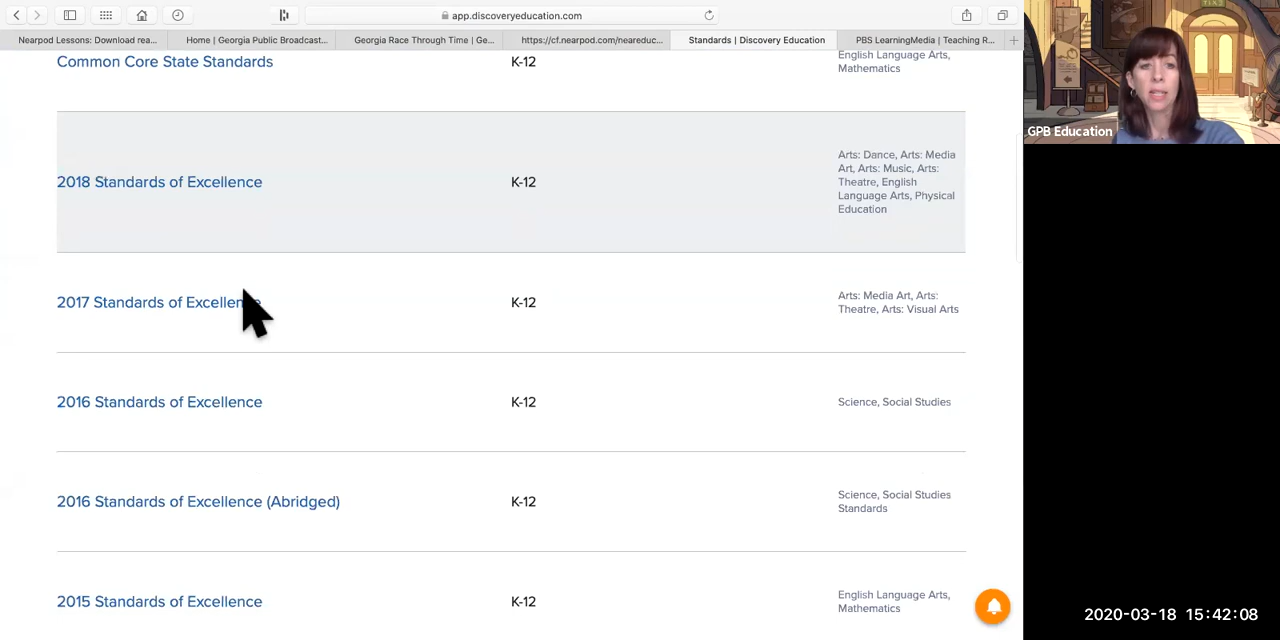 app.discoveryeducation.com
Nearpod Lessons: Download rea...
Home | Georgia Public Broadcast...
Georgia Race Through Time | Ge...
https://cf.nearpod.com/neareduc...
Standards | Discovery Education
PBS LearningMedia | Teaching R...
Common Core State Standards
K-12
English Language Arts,
Mathematics
2018 Standards of Excellence
K-12
Arts: Dance, Arts: Media
Art, Arts: Music, Arts:
Theatre, English
Language Arts, Physical
Education
2017 Standards of Excellence
K-12
Arts: Media Art, Arts:
Theatre, Arts: Visual Arts
2016 Standards of Excellence
K-12
Science, Social Studies
2016 Standards of Excellence (Abridged)
K-12
Science, Social Studies
Standards
2015 Standards of Excellence
K-12
English Language Arts,
Mathematics
GPB Education
2020-03-18 15:42:08